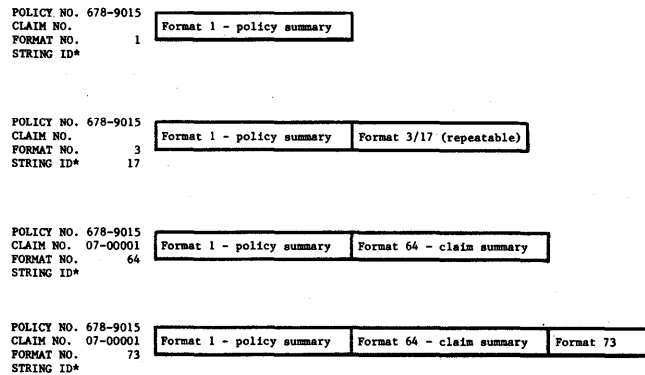 POLICY NO. 678-9015
CLAIM NO.
FORMAT NO. 1
STRING ID*
Format 1 - policy summary
POLICY NO. 678-9015
CLAIM NO.
FORMAT NO. 3
STRING ID* 17
Format 1 - policy summary
Format 3/17 (repeatable)
POLICY NO. 678-9015
CLAIM NO. 07-00001
FORMAT NO. 64
STRING ID*
Format 1 - policy summary
Format 64 - claim summary
POLICY NO. 678-9015
CLAIM NO. 07-00001
FORMAT NO. 73
STRING ID*
Format 1 - policy summary
Format 64 - claim summary
Format 73